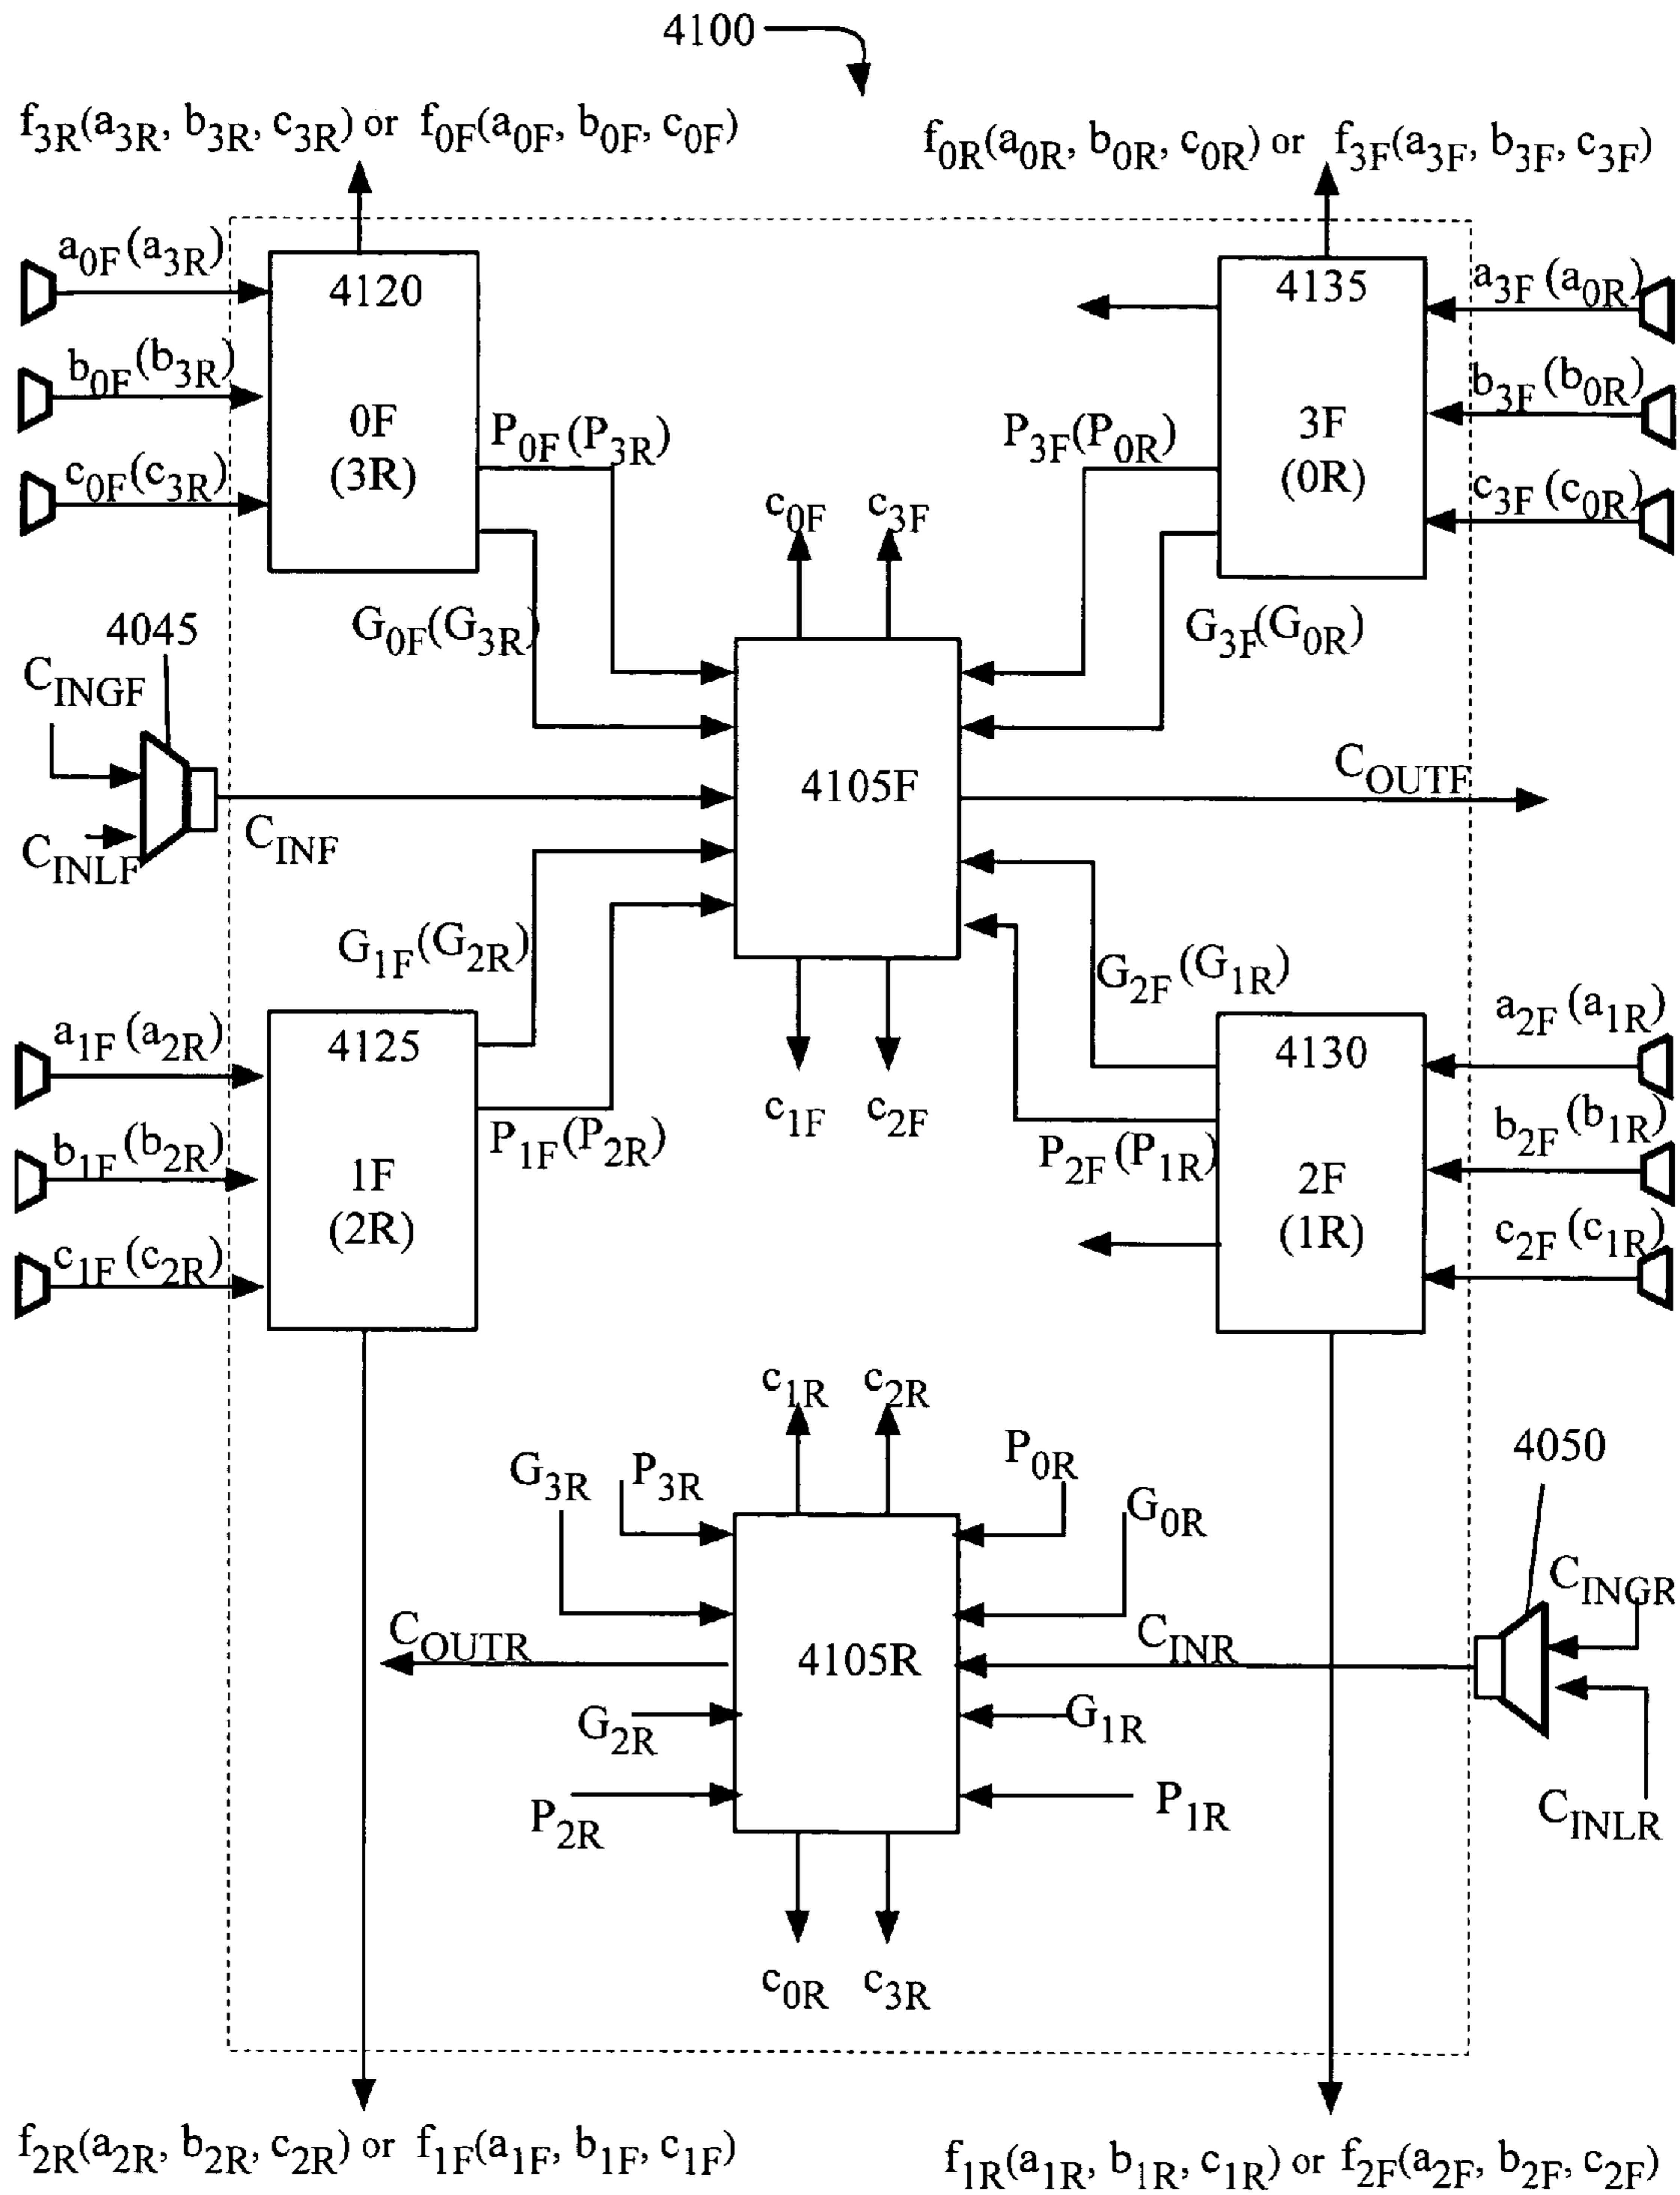 4100
f3R(a3R, b3R, c3R) or f0F(a0F, b0F, c0F)
f0R(a0R, b0R, c0R) or f3F(a3F, b3F, c3F)
a0F (a3R)
b0F (b3R)
c0F (c3R)
4120
0F
(3R)
P0F (P3R)
G0F(G3R)
4135
3F
(0R)
P3F(P0R)
G3F(G0R)
a3F (a0R)
b3F (b0R)
c3F (c0R)
c0F
c3F
4045
CINGF
CINLF
CINF
4105F
COUTF
c1F
c2F
G1F(G2R)
P1F(P2R)
a1F (a2R)
b1F (b2R)
c1F (c2R)
4125
1F
(2R)
G2F (G1R)
P2F (P1R)
4130
2F
(1R)
a2F (a1R)
b2F (b1R)
c2F (c1R)
c1R
c2R
G3R
P3R
P0R
G0R
4050
CINGR
COUTR
4105R
CINR
G2R
G1R
P2R
P1R
CINLR
c0R
c3R
f2R(a2R, b2R, c2R) or f1F(a1F, b1F, c1F)
f1R(a1R, b1R, c1R) or f2F(a2F, b2F, c2F)